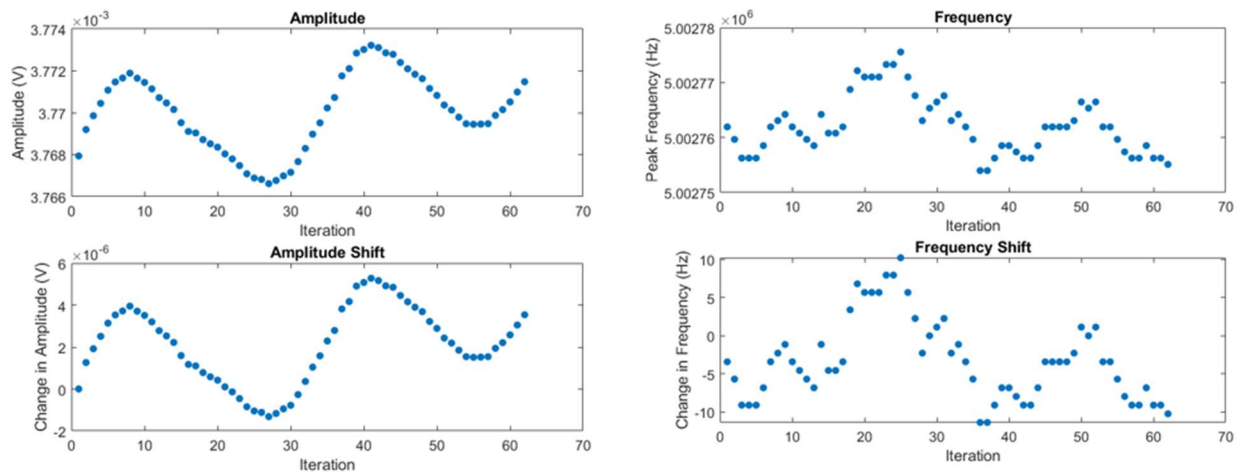 Amplitude
×10-3
3.774
3.772
3.77
3.768
3.766
Amplitude (V)
0 10 20 30 40 50 60 70
Iteration
Frequency
×106
5.00278
5.00277
5.00276
5.00275
Peak Frequency (Hz)
0 10 20 30 40 50 60 70
Iteration
Amplitude Shift
×10-6
6
4
2
0
-2
Change in Amplitude (V)
0 10 20 30 40 50 60 70
Iteration
Frequency Shift
10
5
0
-5
-10
Change in Frequency (Hz)
0 10 20 30 40 50 60 70
Iteration